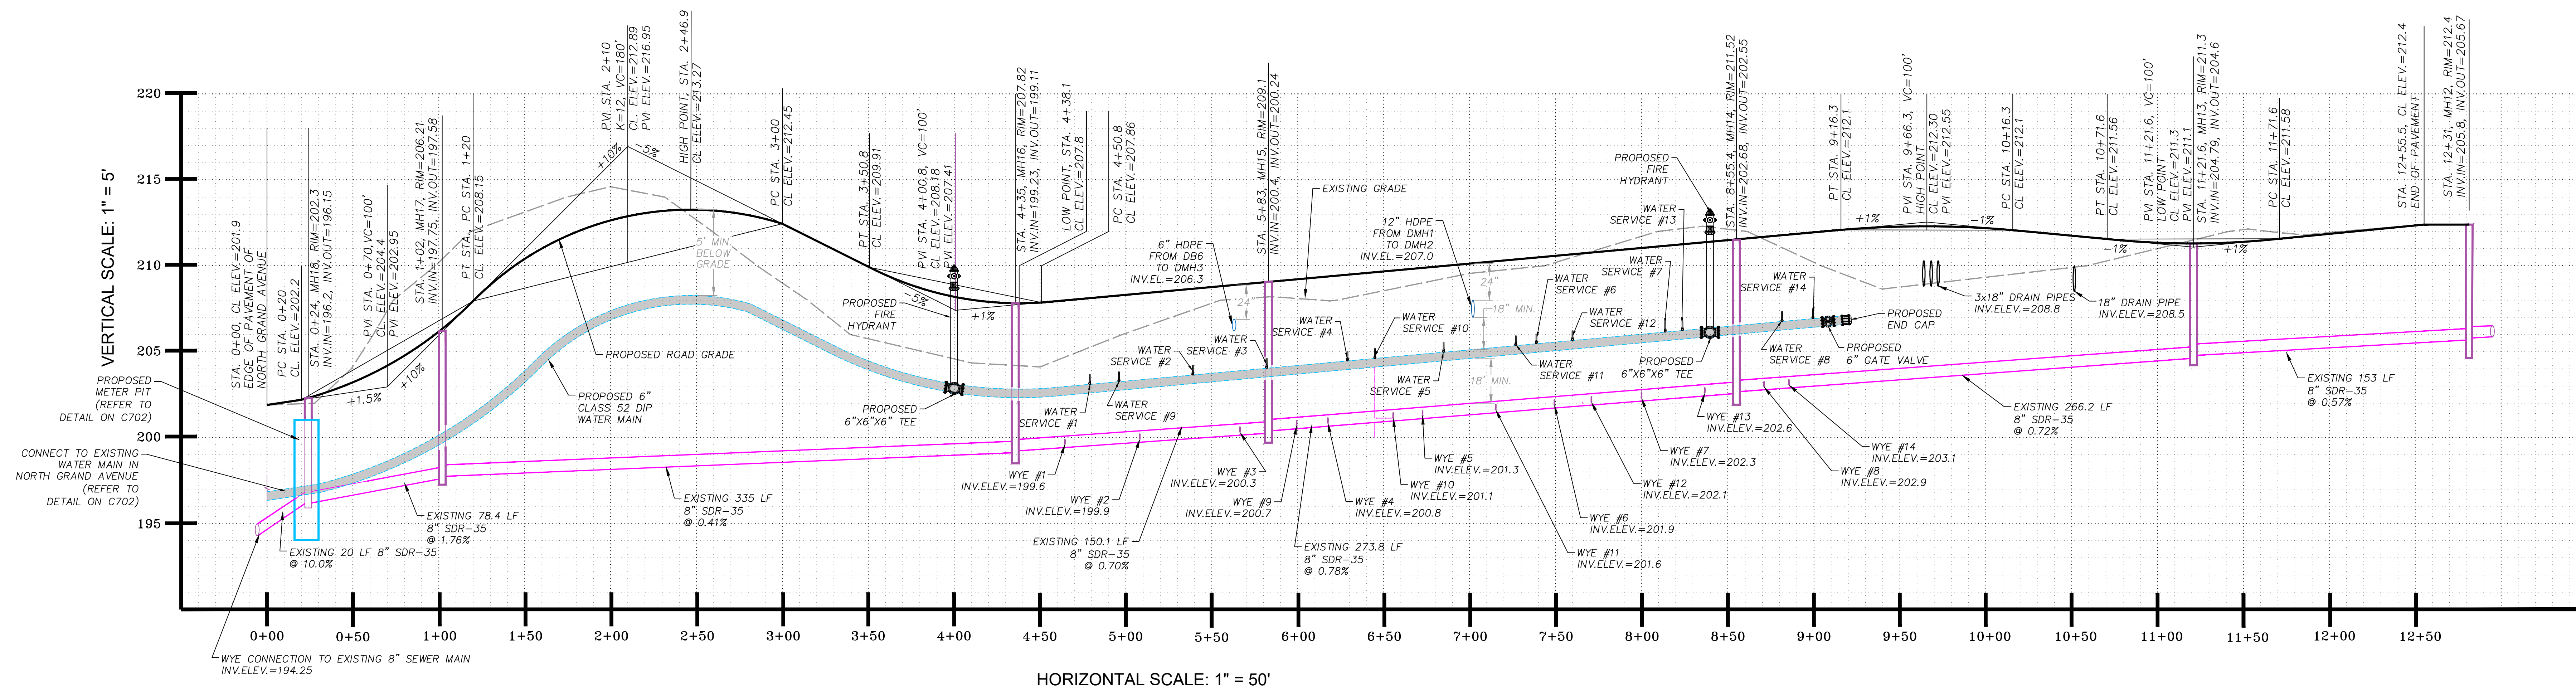 PVI STA. 2+10
K=12, VC=180'
CL. ELEV.=212.89
PVI ELEV.=216.95
HIGH POINT, STA. 2+46.9
CL. ELEV.=213.27
+10%
-5%
PC STA. 3+00
CL ELEV.=212.45
VERTICAL SCALE: 1" = 5'
220
215
210
205
200
195
STA. 0+00, CL ELEV.=201.9
EDGE OF PAVEMENT OF
NORTH GRAND AVENUE
PC STA. 0+20
CL ELEV.=202.2
STA. 0+24, MH18, RIM=202.3
INV.IN=196.2, INV.OUT=196.15
PVI STA. 0+70,VC=100'
CL ELEV.=204.4
PVI ELEV.=202.95
STA.1+02, MH17, RIM=206.21
INV.IN=197.75, INV.OUT=197.58
PT STA., PC STA. 1+20
CL. ELEV.=208.15
+1.5%
+10%
5' MIN.
BELOW
GRADE
PT STA. 3+50.8
CL ELEV.=209.91
PVI STA. 4+00.8, VC=100'
CL ELEV.=208.18
PVI EL.=207.41
STA. 4+35, MH16, RIM=207.82
INV.IN=199.23, INV.OUT=199.11
LOW POINT, STA. 4+38.1
CL ELEV.=207.8
PC STA. 4+50.8
CL ELEV.=207.86
-5%
+1%
PROPOSED
FIRE
HYDRANT
PROPOSED
6"X6"X6" TEE
6" HDPE
FROM DB6
TO DMH3
INV.EL.=206.3
STA. 5+83, MH15, RIM=209.1
INV.IN=200.4, INV.OUT=200.24
24"
EXISTING GRADE
12" HDPE
FROM DMH1
TO DMH2
INV.EL.=207.0
24"
18" MIN.
18' MIN.
PROPOSED
FIRE
HYDRANT
STA. 8+55.4, MH14, RIM=211.52
INV.IN=202.68, INV.OUT=202.55
PT STA. 9+16.3
CL ELEV.=212.1
+1%
PVI STA. 9+66.3, VC=100'
HIGH POINT
CL ELEV.=212.30
PVI ELEV.=212.55
-1%
PC STA. 10+16.3
CL ELEV.=212.1
PT STA. 10+71.6
CL ELEV.=211.56
PVI STA. 11+21.6, VC=100'
LOW POINT
CL ELEV.=211.3
PVI ELEV.=211.1
STA. 11+21.6, MH13, RIM=211.3
INV.IN=204.79, INV.OUT=204.6
-1%
+1%
PC STA. 11+71.6
CL ELEV.=211.58
STA. 12+55.5, CL ELEV.=212.4
END OF PAVEMENT
STA. 12+31, MH12, RIM=212.4
INV.IN=205.8, INV.OUT=205.67
PROPOSED
METER PIT
(REFER TO
DETAIL ON C702)
CONNECT TO EXISTING
WATER MAIN IN
NORTH GRAND AVENUE
(REFER TO
DETAIL ON C702)
PROPOSED ROAD GRADE
PROPOSED 6"
CLASS 52 DIP
WATER MAIN
WATER
SERVICE #1
WATER
SERVICE #9
WATER
SERVICE #2
WATER
SERVICE #3
WATER
SERVICE #4
WATER
SERVICE #10
WATER
SERVICE #5
WATER
SERVICE #11
WATER
SERVICE #6
WATER
SERVICE #12
WATER
SERVICE #7
WATER
SERVICE #13
PROPOSED
6"X6"X6" TEE
WATER
SERVICE #14
WATER
SERVICE #8
PROPOSED
6" GATE VALVE
PROPOSED
END CAP
3x18" DRAIN PIPES
INV.EL.=208.8
18" DRAIN PIPE
INV.EL.=208.5
EXISTING 20 LF 8" SDR-35
@ 10.0%
EXISTING 78.4 LF
8" SDR-35
@ 1.76%
EXISTING 335 LF
8" SDR-35
@ 0.41%
WYE #1
INV.ELEV.=199.6
WYE #2
INV.ELEV.=199.9
EXISTING 150.1 LF
8" SDR-35
@ 0.70%
WYE #3
INV.ELEV.=200.3
WYE #9
INV.ELEV.=200.7
EXISTING 273.8 LF
8" SDR-35
@ 0.78%
WYE #4
INV.ELEV.=200.8
WYE #10
INV.ELEV.=201.1
WYE #5
INV.ELEV.=201.3
WYE #11
INV.ELEV.=201.6
WYE #6
INV.ELEV.=201.9
WYE #12
INV.ELEV.=202.1
WYE #7
INV.ELEV.=202.3
WYE #13
INV.ELEV.=202.6
WYE #8
INV.ELEV.=202.9
WYE #14
INV.ELEV.=203.1
EXISTING 266.2 LF
8" SDR-35
@ 0.72%
EXISTING 153 LF
8" SDR-35
@ 0.57%
0+00
0+50
1+00
1+50
2+00
2+50
3+00
3+50
4+00
4+50
5+00
5+50
6+00
6+50
7+00
7+50
8+00
8+50
9+00
9+50
10+00
10+50
11+00
11+50
12+00
12+50
WYE CONNECTION TO EXISTING 8" SEWER MAIN
INV.ELEV.=194.25
HORIZONTAL SCALE: 1" = 50'